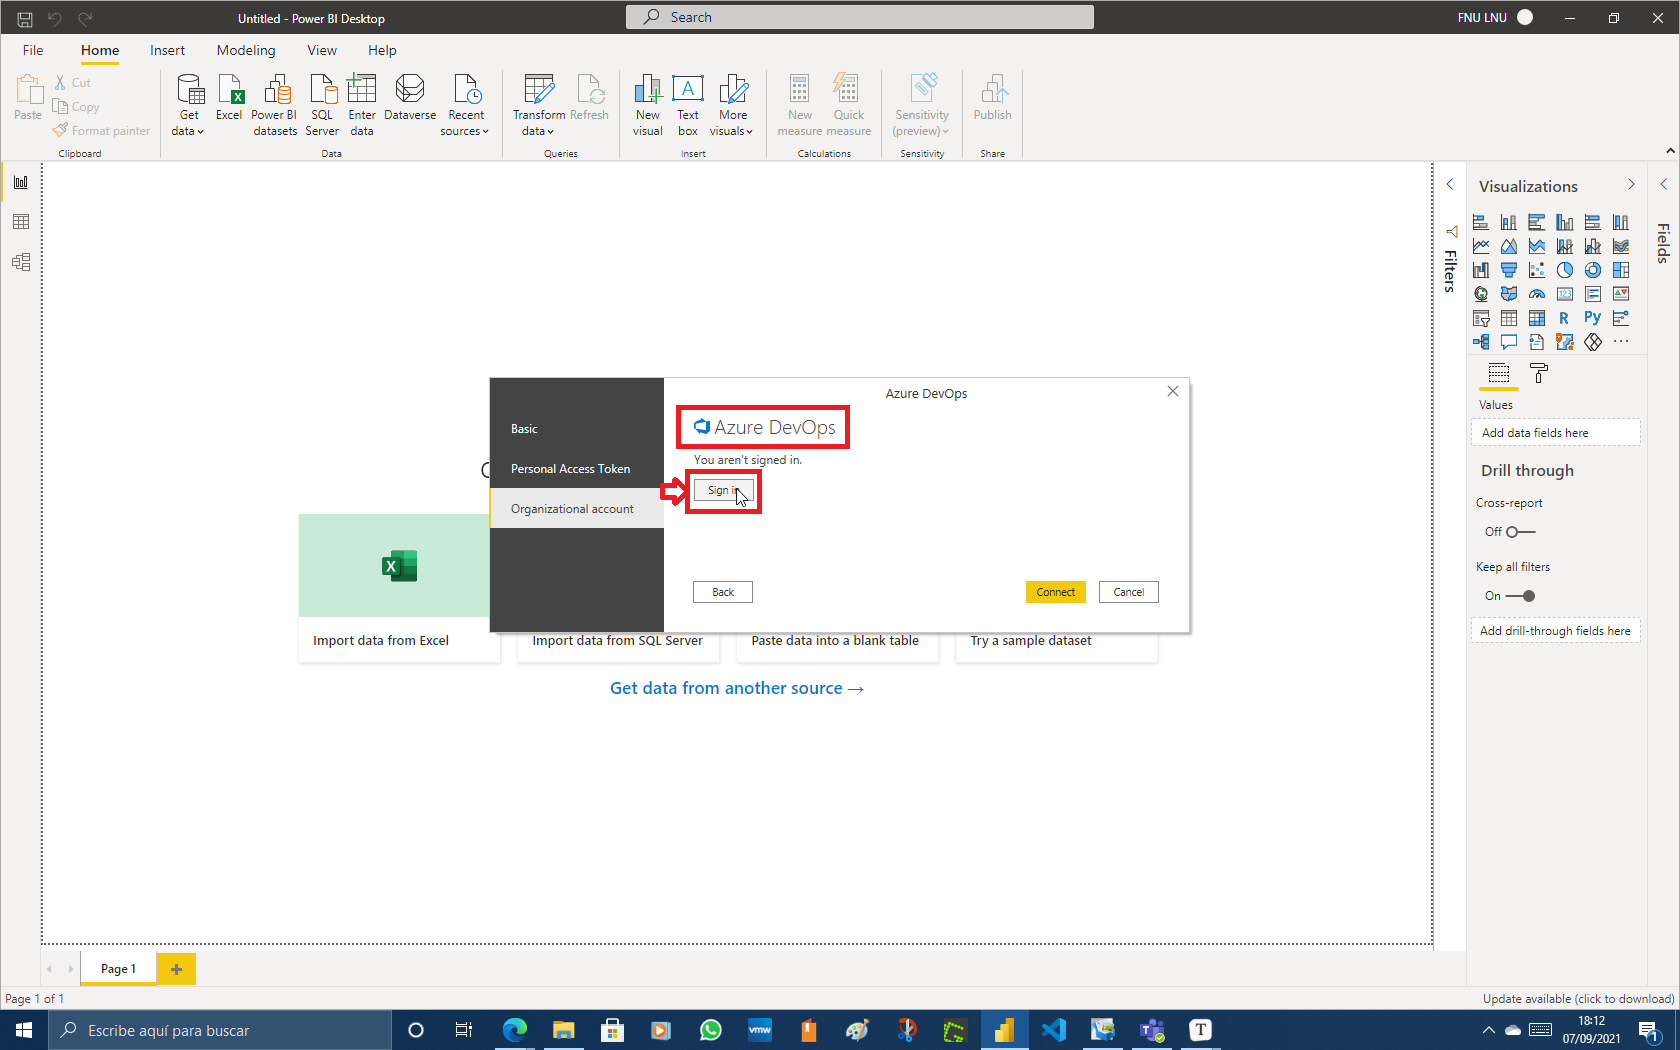 Untitled - Power BI Desktop
Search
FNU LNU
File Home Insert Modeling View Help
Paste
Cut
Copy
Format painter
Clipboard
Get data
Excel
Power BI datasets
SQL Server
Enter data
Dataverse
Recent sources
Data
Transform data
Refresh
Queries
New visual
Text box
More visuals
Insert
New measure
Quick measure
Calculations
Sensitivity (preview)
Sensitivity
Publish
Share
Filters
Visualizations
Fields
R
Py
123
Values
Add data fields here
Drill through
Cross-report
Off
Keep all filters
On
Add drill-through fields here
Azure DevOps
Basic
Personal Access Token
Organizational account
Azure DevOps
You aren't signed in.
Sign in
Back
Connect
Cancel
Import data from Excel
Import data from SQL Server
Paste data into a blank table
Try a sample dataset
Get data from another source →
Page 1
Page 1 of 1
Update available (click to download)
Escribe aquí para buscar
vmw
T
18:12
07/09/2021
1